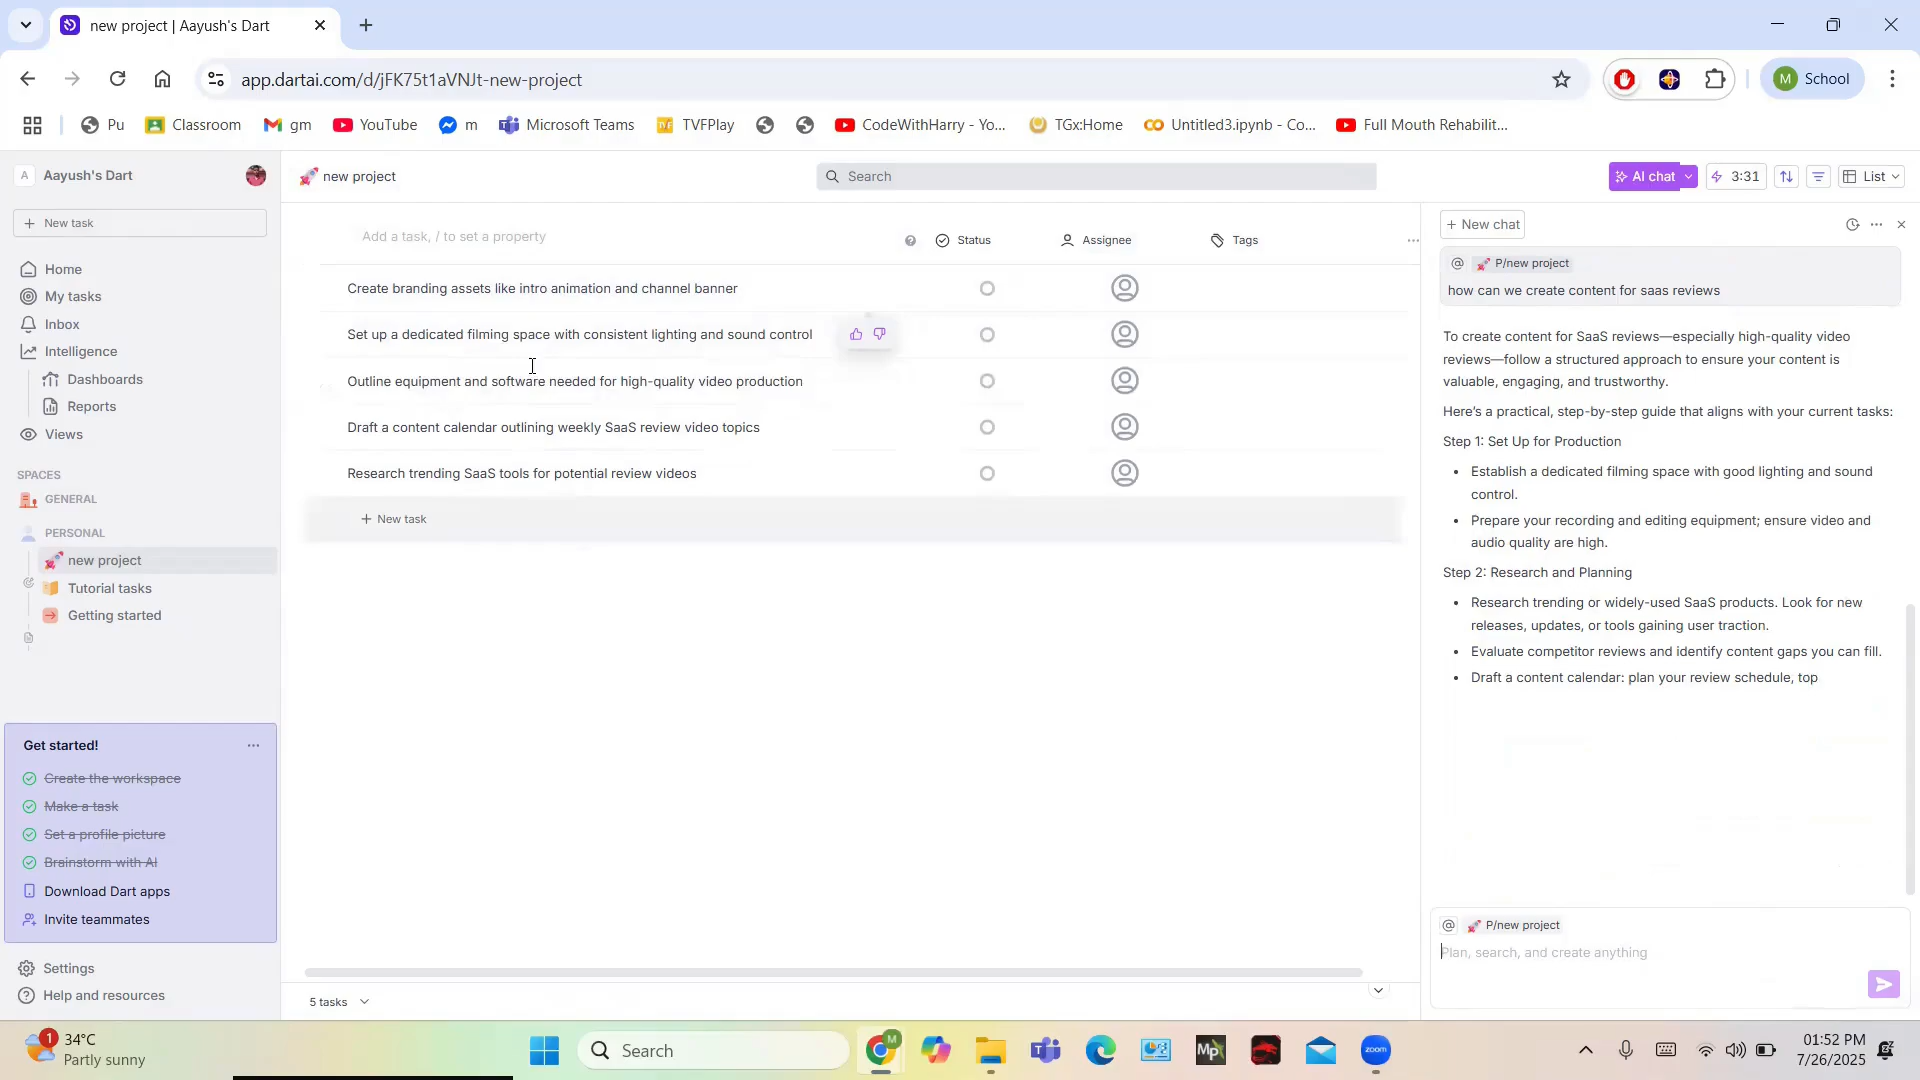 new project | Aayush's Dart
app.dartai.com/d/jFK75t1aVNJt-new-project
M School
Pu
Classroom
gm
YouTube
m
Microsoft Teams
TVFPlay
CodeWithHarry - Yo...
TGx:Home
Untitled3.ipynb - Co...
Full Mouth Rehabilit...
A Aayush's Dart
new project
Search
AI chat
3:31
List
+ New task
Home
My tasks
Inbox
Intelligence
Dashboards
Reports
Views
SPACES
GENERAL
PERSONAL
new project
Tutorial tasks
Getting started
Get started!
Create the workspace
Make a task
Set a profile picture
Brainstorm with AI
Download Dart apps
Invite teammates
Settings
Help and resources
Add a task, / to set a property
Status
Assignee
Tags
Create branding assets like intro animation and channel banner
Set up a dedicated filming space with consistent lighting and sound control
Outline equipment and software needed for high-quality video production
Draft a content calendar outlining weekly SaaS review video topics
Research trending SaaS tools for potential review videos
+ New task
5 tasks
+ New chat
@ P/new project
how can we create content for saas reviews
To create content for SaaS reviews—especially high-quality video
reviews—follow a structured approach to ensure your content is
valuable, engaging, and trustworthy.
Here's a practical, step-by-step guide that aligns with your current tasks:
Step 1: Set Up for Production
• Establish a dedicated filming space with good lighting and sound
control.
• Prepare your recording and editing equipment; ensure video and
audio quality are high.
Step 2: Research and Planning
• Research trending or widely-used SaaS products. Look for new
releases, updates, or tools gaining user traction.
• Evaluate competitor reviews and identify content gaps you can fill.
• Draft a content calendar: plan your review schedule, top
@ P/new project
Plan, search, and create anything
1
34°C
Partly sunny
Search
M
Mp
zoom
01:52 PM
7/26/2025